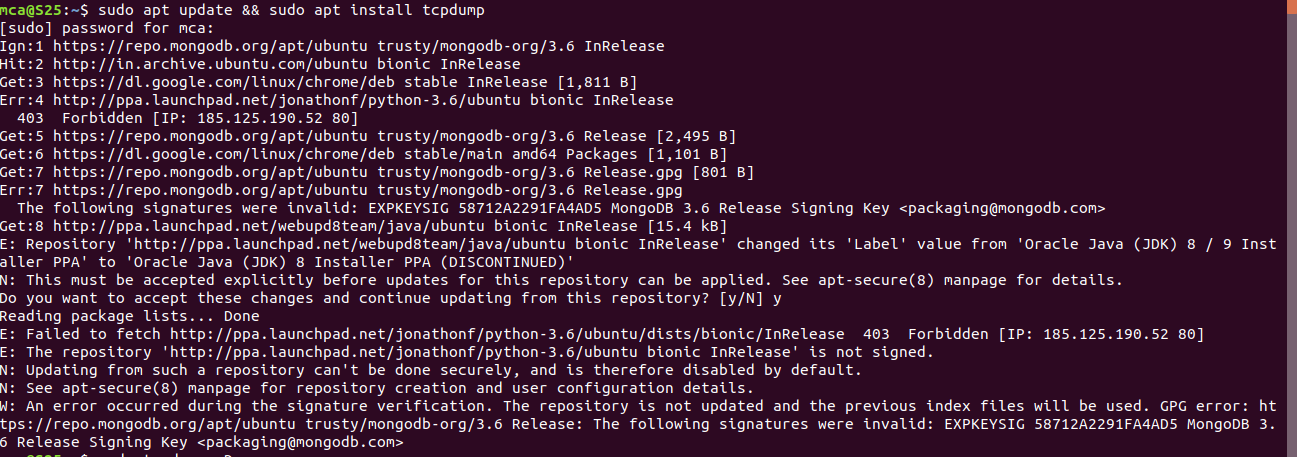 mca@S25:~$ sudo apt update && sudo apt install tcpdump
[sudo] password for mca:
Ign:1 https://repo.mongodb.org/apt/ubuntu trusty/mongodb-org/3.6 InRelease
Hit:2 http://in.archive.ubuntu.com/ubuntu bionic InRelease
Get:3 https://dl.google.com/linux/chrome/deb stable InRelease [1,811 B]
Err:4 http://ppa.launchpad.net/jonathonf/python-3.6/ubuntu bionic InRelease
  403  Forbidden [IP: 185.125.190.52 80]
Get:5 https://repo.mongodb.org/apt/ubuntu trusty/mongodb-org/3.6 Release [2,495 B]
Get:6 https://dl.google.com/linux/chrome/deb stable/main amd64 Packages [1,101 B]
Get:7 https://repo.mongodb.org/apt/ubuntu trusty/mongodb-org/3.6 Release.gpg [801 B]
Err:7 https://repo.mongodb.org/apt/ubuntu trusty/mongodb-org/3.6 Release.gpg
  The following signatures were invalid: EXPKEYSIG 58712A2291FA4AD5 MongoDB 3.6 Release Signing Key <packaging@mongodb.com>
Get:8 http://ppa.launchpad.net/webupd8team/java/ubuntu bionic InRelease [15.4 kB]
E: Repository 'http://ppa.launchpad.net/webupd8team/java/ubuntu bionic InRelease' changed its 'Label' value from 'Oracle Java (JDK) 8 / 9 Inst
aller PPA' to 'Oracle Java (JDK) 8 Installer PPA (DISCONTINUED)'
N: This must be accepted explicitly before updates for this repository can be applied. See apt-secure(8) manpage for details.
Do you want to accept these changes and continue updating from this repository? [y/N] y
Reading package lists... Done
E: Failed to fetch http://ppa.launchpad.net/jonathonf/python-3.6/ubuntu/dists/bionic/InRelease  403  Forbidden [IP: 185.125.190.52 80]
E: The repository 'http://ppa.launchpad.net/jonathonf/python-3.6/ubuntu bionic InRelease' is not signed.
N: Updating from such a repository can't be done securely, and is therefore disabled by default.
N: See apt-secure(8) manpage for repository creation and user configuration details.
W: An error occurred during the signature verification. The repository is not updated and the previous index files will be used. GPG error: ht
tps://repo.mongodb.org/apt/ubuntu trusty/mongodb-org/3.6 Release: The following signatures were invalid: EXPKEYSIG 58712A2291FA4AD5 MongoDB 3.
6 Release Signing Key <packaging@mongodb.com>